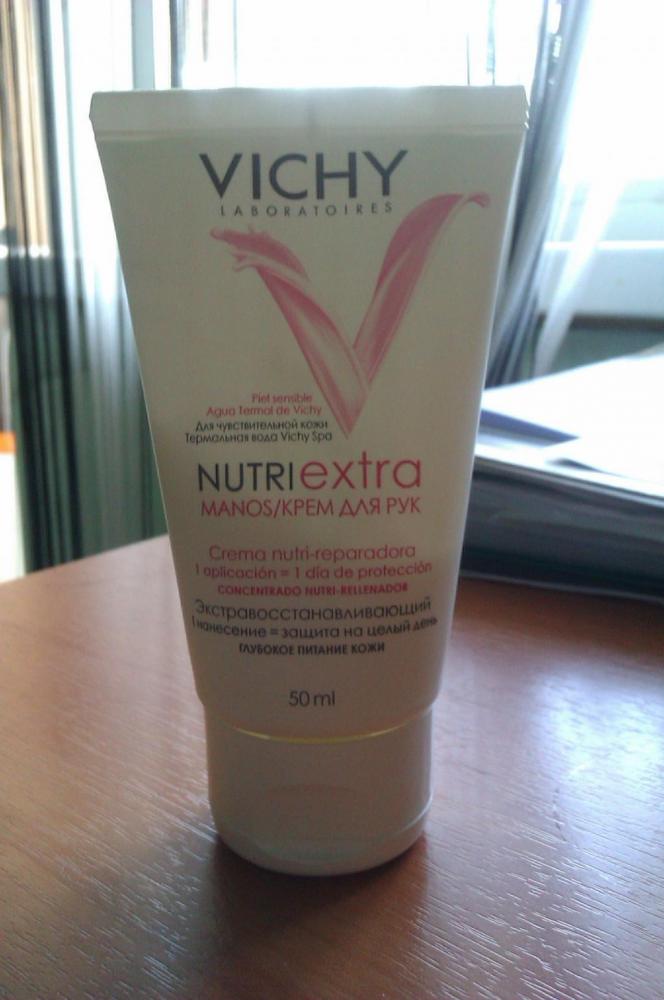 VICHY
LABORATOIRES
Piel sensible
Agua Termal de Vichy
Для чувствительной кожи
Термальная вода Vichy Spa
NUTRIextra
MANOS/КРЕМ ДЛЯ РУК
Crema nutri-reparadora
1 aplicación = 1 día de protección
CONCENTRADO NUTRI-RELLENADOR
Экстравосстанавливающий
1 нанесение = защита на целый день
ГЛУБОКОЕ ПИТАНИЕ КОЖИ
50 ml